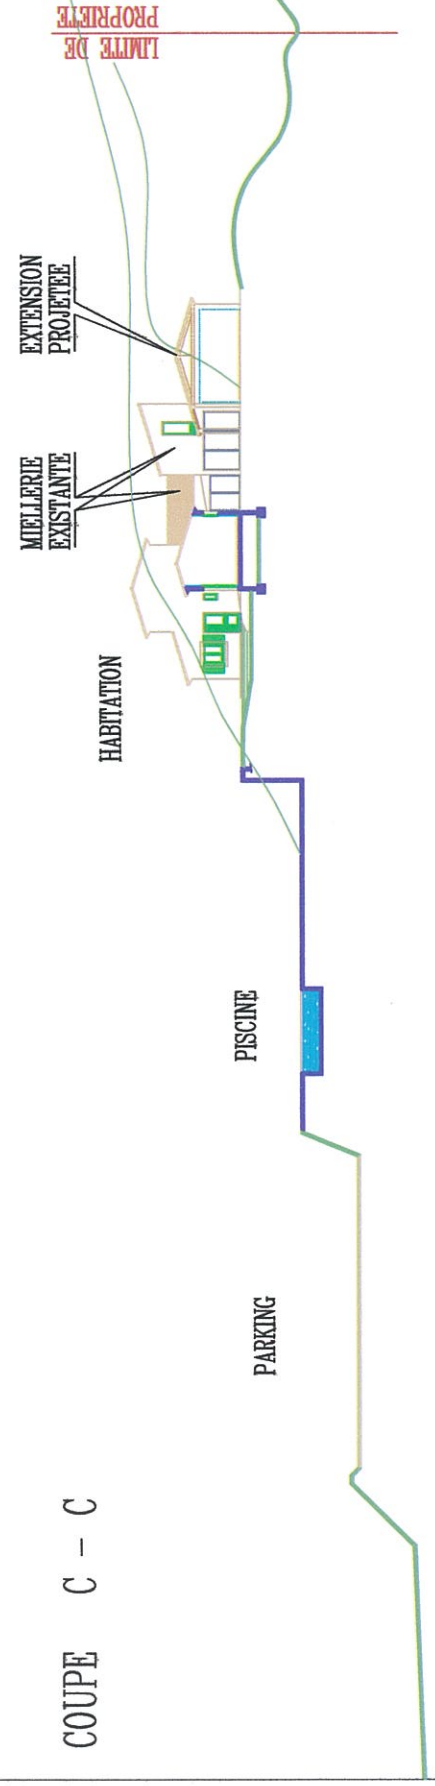 COUPE C - C
PARKING
PISCINE
HABITATION
MIELLERIE
EXISTANTE
EXTENSION
PROJETEE
LIMITE DE
PROPRIETE